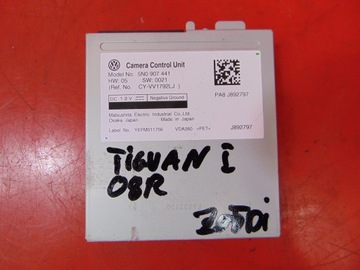 Camera Control Unit
Model No.: 5N0 907 441
HW: 05 SW: 0021
(Ref. No. CY-VV1792LJ )
PA8 J892797
DC 12V Negative Ground
Matsushita Electric Industrial Co.,Ltd.
Osaka Japan Made in Japan
Label No. YEFM011759 VDA260 >PET< J892797
TIGUAN I
08R
2.0TDi